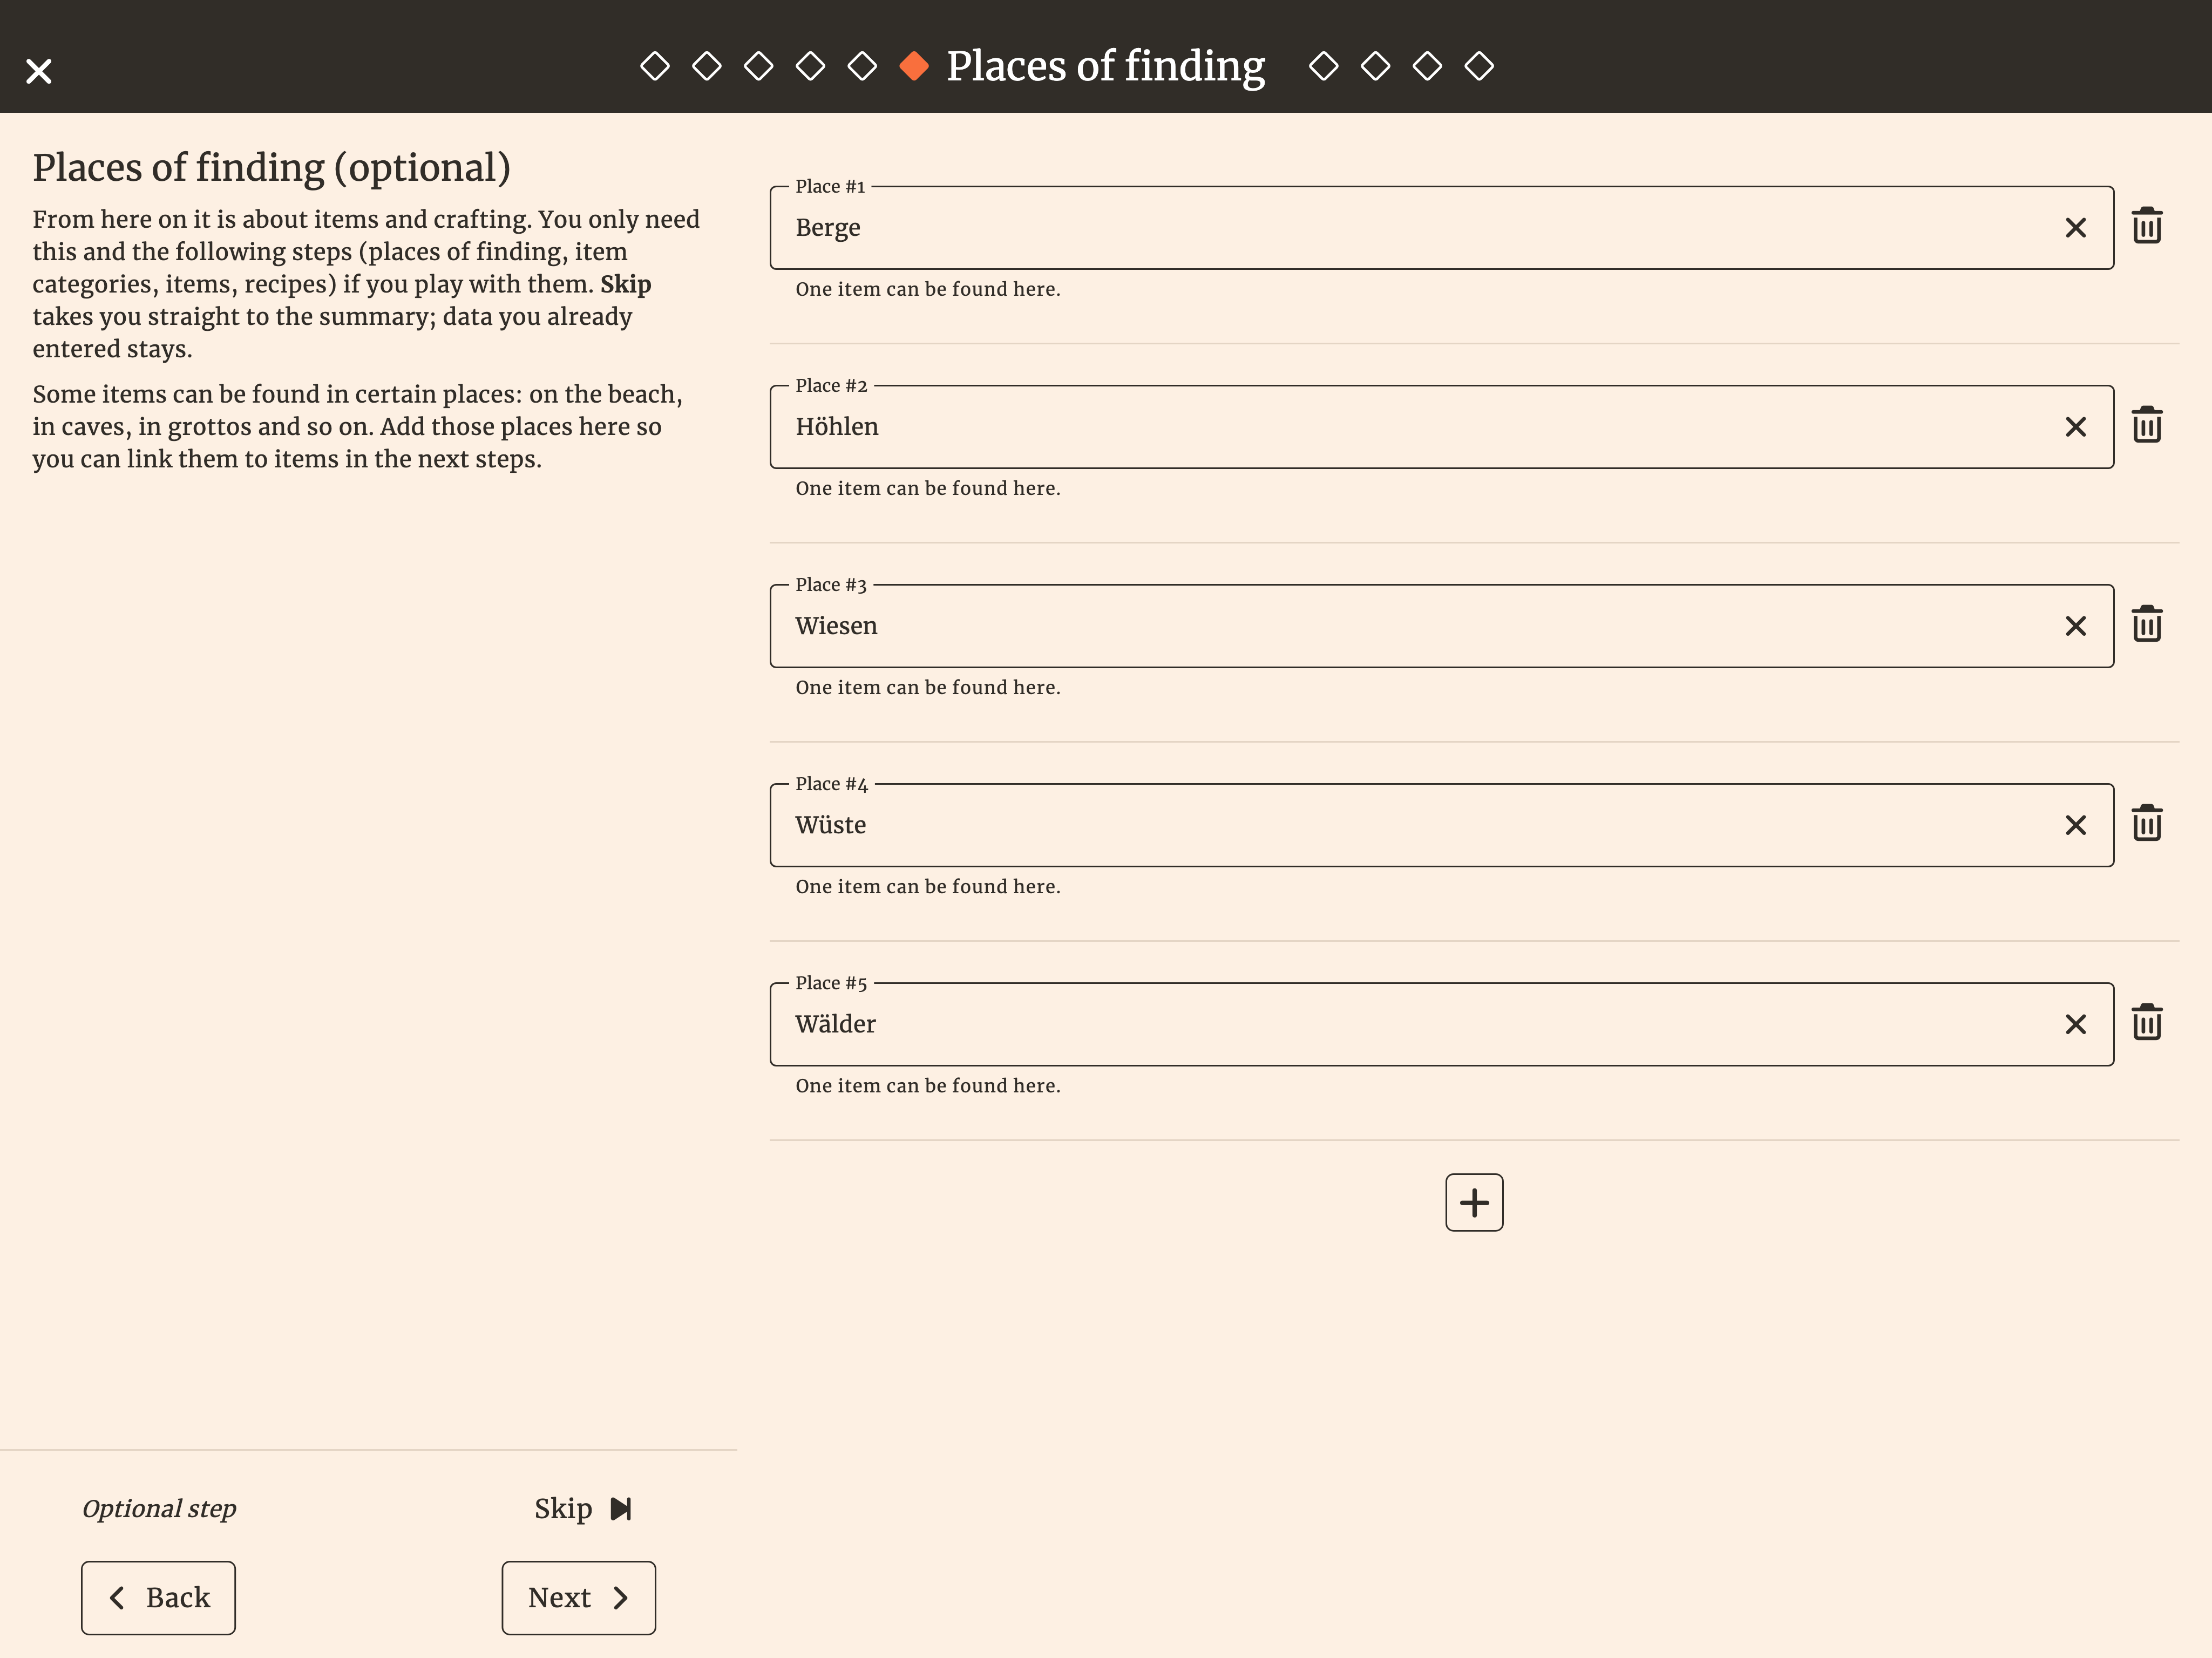 Places of finding
Places of finding (optional)
From here on it is about items and crafting. You only need
this and the following steps (places of finding, item
categories, items, recipes) if you play with them. Skip
takes you straight to the summary; data you already
entered stays.
Some items can be found in certain places: on the beach,
in caves, in grottos and so on. Add those places here so
you can link them to items in the next steps.
Optional step
Skip
Back
Next
Place #1
Berge
One item can be found here.
Place #2
Höhlen
One item can be found here.
Place #3
Wiesen
One item can be found here.
Place #4
Wüste
One item can be found here.
Place #5
Wälder
One item can be found here.